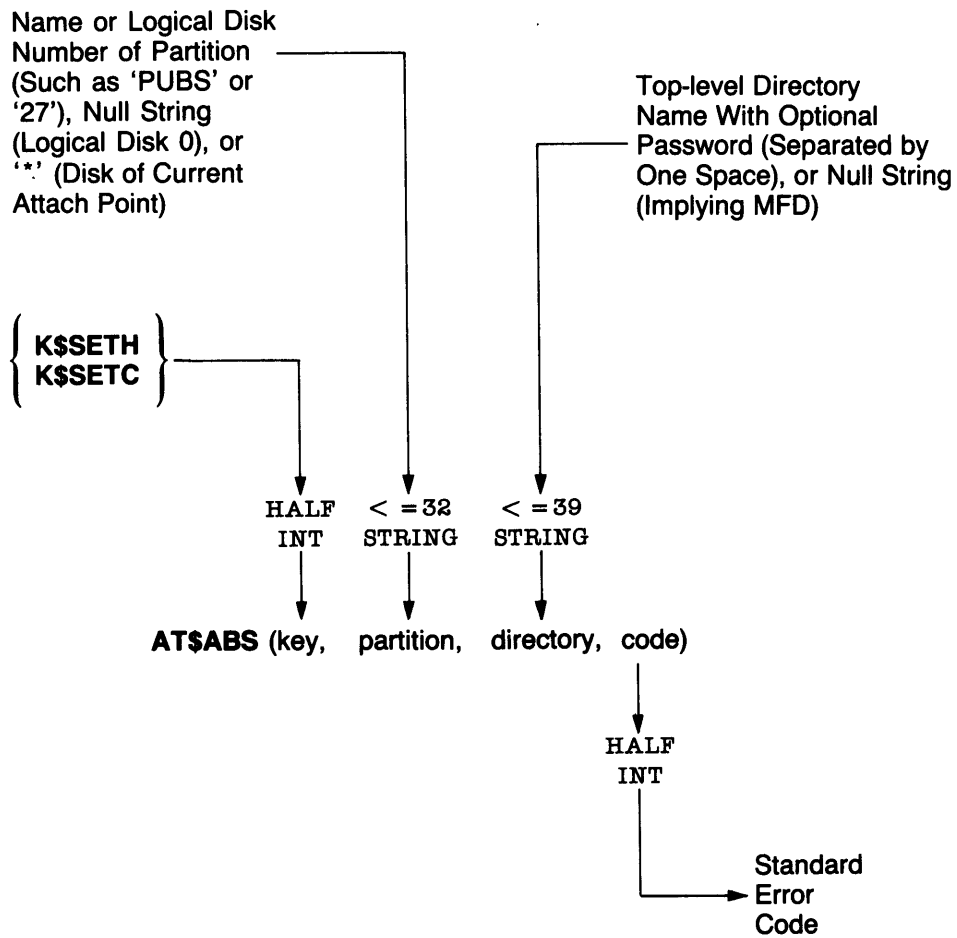 Name or Logical Disk
Number of Partition
(Such as ‘PUBS’ or
‘27’), Null String
(Logical Disk 0), or
‘*’ (Disk of Current
Attach Point)
Top-level Directory
Name With Optional
Password (Separated by
One Space), or Null String
(Implying MFD)
K$SETH
K$SETC
HALF
INT
< =32
STRING
< =39
STRING
AT$ABS (key, partition, directory, code)
HALF
INT
Standard
Error
Code